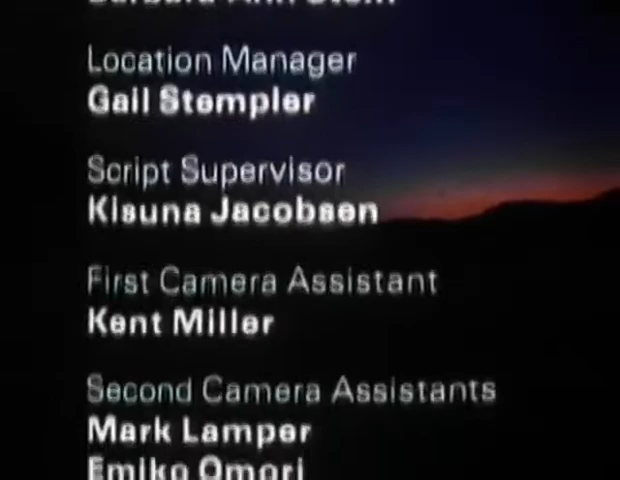 Location Manager
Gail Stempler
Script Supervisor
Kisuna Jacobsen
First Camera Assistant
Kent Miller
Second Camera Assistants
Mark Lamper
Emiko Omori